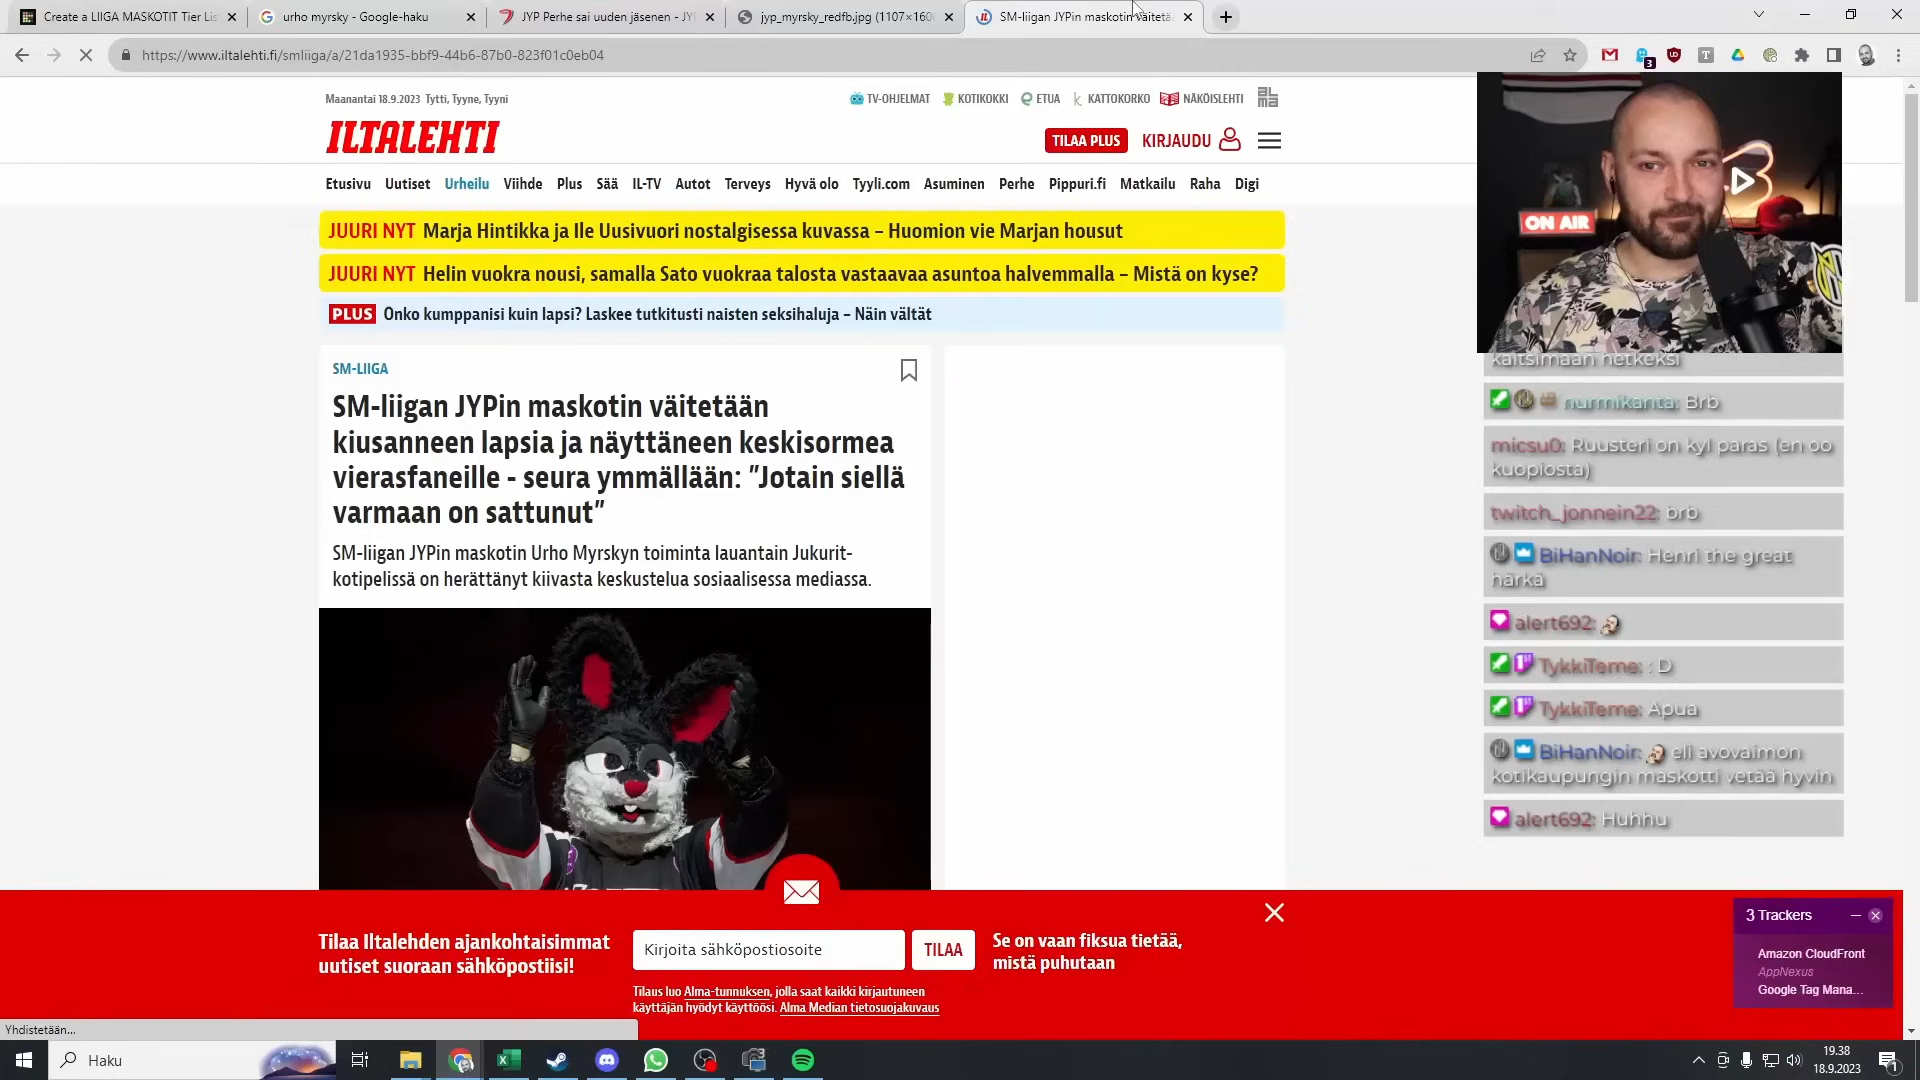 Create a LIIGA MASKOTIT Tier Lis
urho myrsky - Google-haku
JYP Perhe sai uuden jäsenen - JY
jyp_myrsky_redfb.jpg (1107×1600
SM-liigan JYPin maskotin väitetä
https://www.iltalehti.fi/smliiga/a/21da1935-bbf9-44b6-87b0-823f01c0eb04
3
Maanantai 18.9.2023 Tytti, Tyyne, Tyyni
TV-OHJELMAT
KOTIKOKKI
ETUA
KATTOKORKO
NÄKÖISLEHTI
alma
ILTALEHTI
TILAA PLUS
KIRJAUDU
Etusivu Uutiset Urheilu Viihde Plus Sää IL-TV Autot Terveys Hyvä olo Tyyli.com Asuminen Perhe Pippuri.fi Matkailu Raha Digi
JUURI NYT Marja Hintikka ja Ile Uusivuori nostalgisessa kuvassa – Huomion vie Marjan housut
JUURI NYT Helin vuokra nousi, samalla Sato vuokraa talosta vastaavaa asuntoa halvemmalla – Mistä on kyse?
PLUS Onko kumppanisi kuin lapsi? Laskee tutkitusti naisten seksihaluja – Näin vältät
ON AIR
SM-LIIGA
SM-liigan JYPin maskotin väitetään
kiusanneen lapsia ja näyttäneen keskisormea
vierasfaneille - seura ymmällään: ”Jotain siellä
varmaan on sattunut”
SM-liigan JYPin maskotin Urho Myrskyn toiminta lauantain Jukurit-
kotipelissä on herättänyt kiivasta keskustelua sosiaalisessa mediassa.
kaitsimaan hetkeksi
nurmikanta: Brb
micsu0: Ruusteri on kyl paras (en oo
kuopiosta)
twitch_jonnein22: brb
BiHanNoir: Henri the great
härkä
alert692:
TykkiTeme: : D
TykkiTeme: Apua
BiHanNoir: eli avovaimon
kotikaupungin maskotti vetää hyvin
alert692: Huhhu
Tilaa Iltalehden ajankohtaisimmat
uutiset suoraan sähköpostiisi!
Kirjoita sähköpostiosoite
TILAA
Se on vaan fiksua tietää,
mistä puhutaan
Tilaus luo Alma-tunnuksen, jolla saat kaikki kirjautuneen
käyttäjän hyödyt käyttöösi. Alma Median tietosuojakuvaus
3 Trackers
Amazon CloudFront
AppNexus
Google Tag Mana...
Yhdistetään...
Haku
19.38
18.9.2023
1